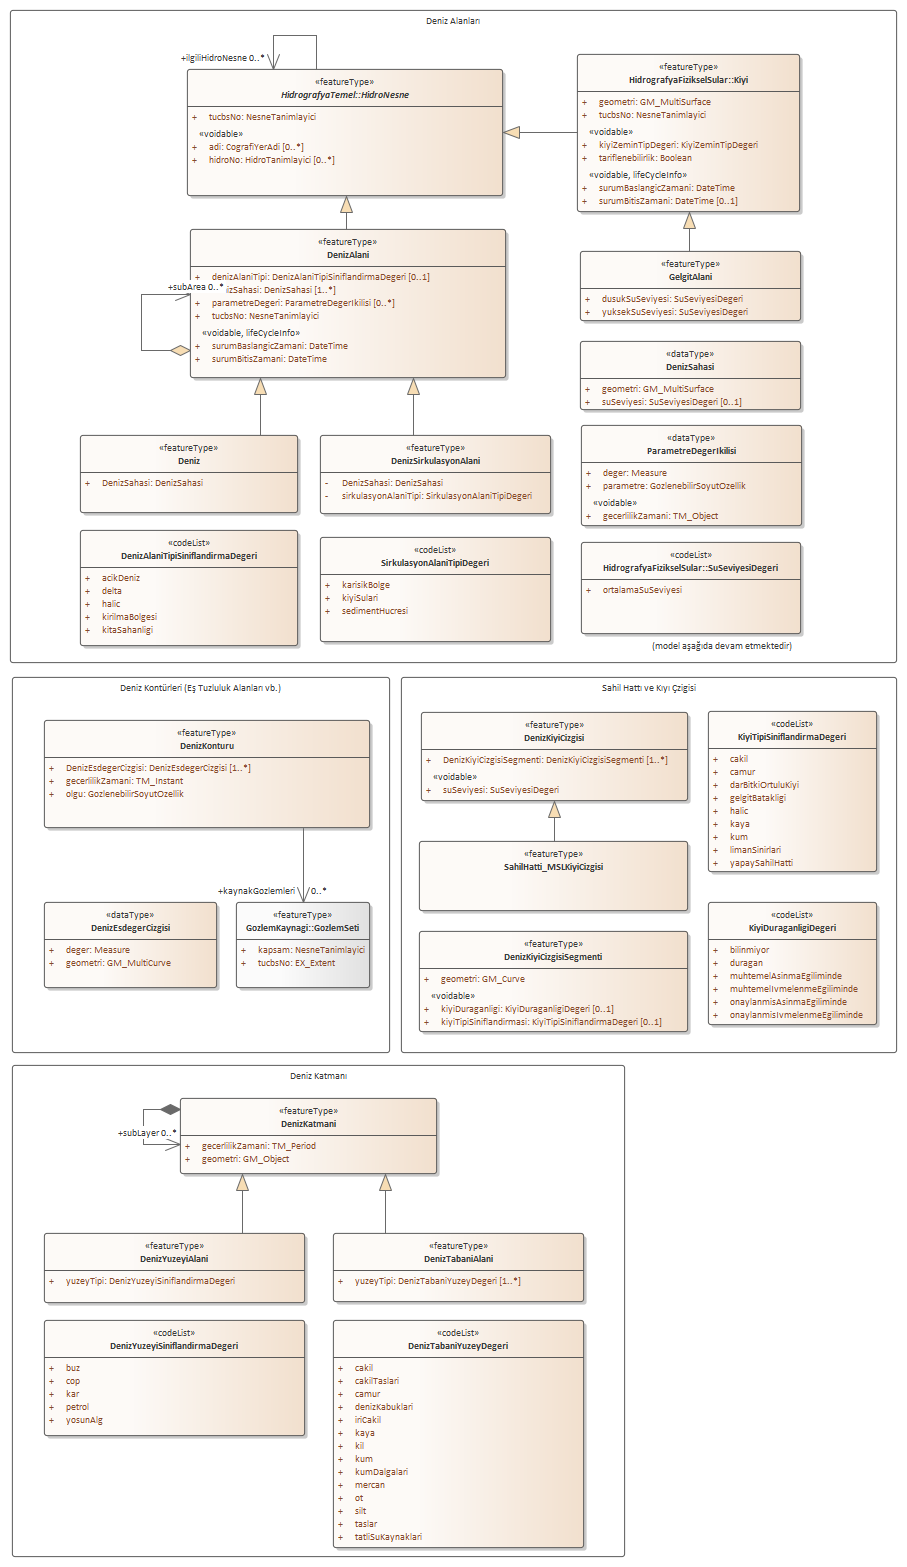 Deniz Alanları
+ilgiliHidroNesne 0..*
«featureType»
HidrografyaTemel::HidroNesne
+ tucbsNo: NesneTanimlayici
«voidable»
+ adi: CografiYerAdi [0..*]
+ hidroNo: HidroTanimlayici [0..*]
«featureType»
HidrografyaFizikselSular::Kiyi
+ geometri: GM_MultiSurface
+ tucbsNo: NesneTanimlayici
«voidable»
+ kiyiZeminTipDegeri: KiyiZeminTipDegeri
+ tariflenebilirlik: Boolean
«voidable, lifeCycleInfo»
+ surumBaslangicZamani: DateTime
+ surumBitisZamani: DateTime [0..1]
«featureType»
DenizAlani
+ denizAlaniTipi: DenizAlaniTipiSiniflandirmaDegeri [0..1]
+subArea 0..*
izSahasi: DenizSahasi [1..*]
+ parametreDegeri: ParametreDegerIkilisi [0..*]
+ tucbsNo: NesneTanimlayici
«voidable, lifeCycleInfo»
+ surumBaslangicZamani: DateTime
+ surumBitisZamani: DateTime
«featureType»
GelgitAlani
+ dusukSuSeviyesi: SuSeviyesiDegeri
+ yuksekSuSeviyesi: SuSeviyesiDegeri
«dataType»
DenizSahasi
+ geometri: GM_MultiSurface
+ suSeviyesi: SuSeviyesiDegeri [0..1]
«featureType»
Deniz
+ DenizSahasi: DenizSahasi
«featureType»
DenizSirkulasyonAlani
- DenizSahasi: DenizSahasi
- sirkulasyonAlaniTipi: SirkulasyonAlaniTipiDegeri
«dataType»
ParametreDegerIkilisi
+ deger: Measure
+ parametre: GozlenebilirSoyutOzellik
«voidable»
+ gecerlilikZamani: TM_Object
«codeList»
DenizAlaniTipiSiniflandirmaDegeri
+ acikDeniz
+ delta
+ halic
+ kirilmaBolgesi
+ kitaSahanligi
«codeList»
SirkulasyonAlaniTipiDegeri
+ karisikBolge
+ kiyiSulari
+ sedimentHucresi
«codeList»
HidrografyaFizikselSular::SuSeviyesiDegeri
+ ortalamaSuSeviyesi
(model aşağıda devam etmektedir)
Deniz Kontürleri (Eş Tuzluluk Alanları vb.)
«featureType»
DenizKonturu
+ DenizEsdegerCizgisi: DenizEsdegerCizgisi [1..*]
+ gecerlilikZamani: TM_Instant
+ olgu: GozlenebilirSoyutOzellik
+kaynakGozlemleri 0..*
«dataType»
DenizEsdegerCizgisi
+ deger: Measure
+ geometri: GM_MultiCurve
«featureType»
GozlemKaynagi::GozlemSeti
+ kapsam: NesneTanimlayici
+ tucbsNo: EX_Extent
Sahil Hattı ve Kıyı Çzigisi
«featureType»
DenizKiyiCizgisi
+ DenizKiyiCizgisiSegmenti: DenizKiyiCizgisiSegmenti [1..*]
«voidable»
+ suSeviyesi: SuSeviyesiDegeri
«featureType»
SahilHatti_MSLKiyiCizgisi
«featureType»
DenizKiyiCizgisiSegmenti
+ geometri: GM_Curve
«voidable»
+ kiyiDuraganligi: KiyiDuraganligiDegeri [0..1]
+ kiyiTipiSiniflandirmasi: KiyiTipiSiniflandirmaDegeri [0..1]
«codeList»
KiyiTipiSiniflandirmaDegeri
+ cakil
+ camur
+ darBitkiOrtuluKiyi
+ gelgitBatakligi
+ halic
+ kaya
+ kum
+ limanSinirlari
+ yapaySahilHatti
«codeList»
KiyiDuraganligiDegeri
+ bilinmiyor
+ duragan
+ muhtemelAsinmaEgiliminde
+ muhtemelIvmelenmeEgiliminde
+ onaylanmisAsinmaEgiliminde
+ onaylanmisIvmelenmeEgiliminde
Deniz Katmanı
«featureType»
DenizKatmani
+ gecerlilikZamani: TM_Period
+ geometri: GM_Object
+subLayer 0..*
«featureType»
DenizYuzeyiAlani
+ yuzeyTipi: DenizYuzeyiSiniflandirmaDegeri
«featureType»
DenizTabaniAlani
+ yuzeyTipi: DenizTabaniYuzeyDegeri [1..*]
«codeList»
DenizYuzeyiSiniflandirmaDegeri
+ buz
+ cop
+ kar
+ petrol
+ yosunAlg
«codeList»
DenizTabaniYuzeyDegeri
+ cakil
+ cakilTaslari
+ camur
+ denizKabuklari
+ iriCakil
+ kaya
+ kil
+ kum
+ kumDalgalari
+ mercan
+ ot
+ silt
+ taslar
+ tatliSuKaynaklari